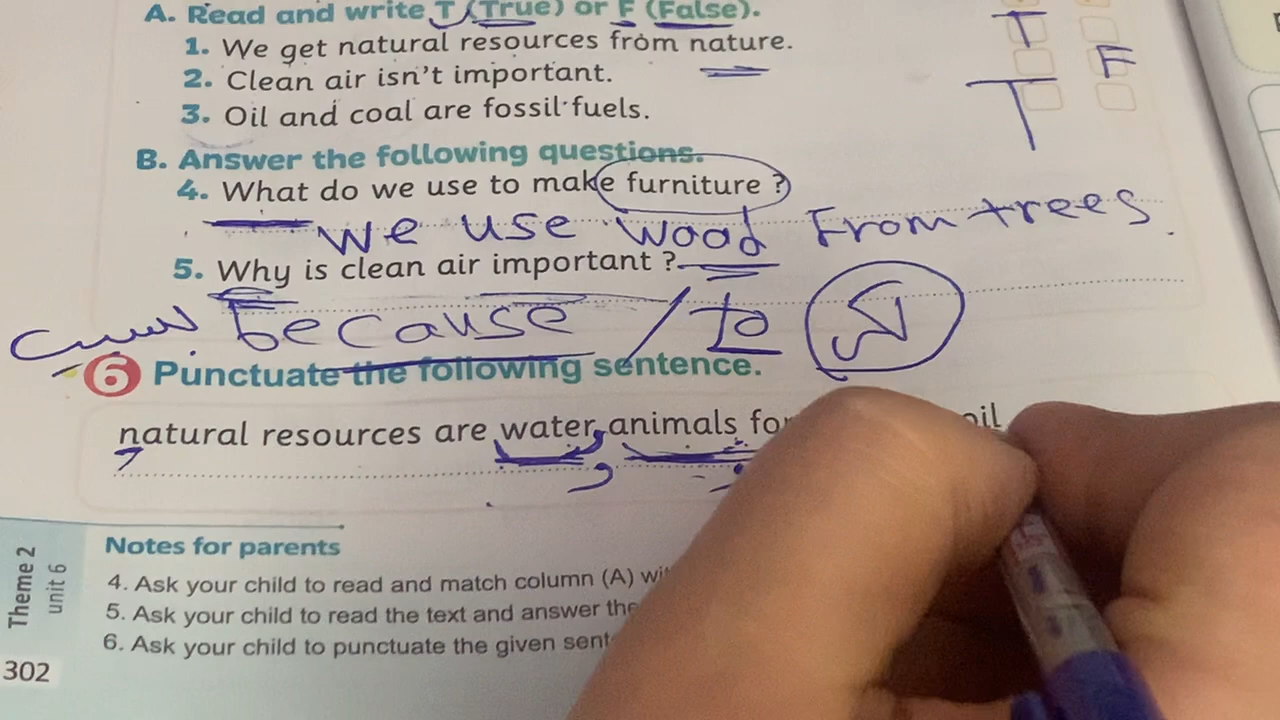 A. Read and write T (True) or F (False).
1. We get natural resources from nature. T
2. Clean air isn't important. F
3. Oil and coal are fossil fuels. T
B. Answer the following questions.
4. What do we use to make furniture ?
We use wood From trees.
5. Why is clean air important ?
because / to
6 Punctuate the following sentence.
natural resources are water, animals oil
Notes for parents
4. Ask your child to read and match column (A)
5. Ask your child to read the text and answer the
6. Ask your child to punctuate the given
Theme 2
unit 6
302